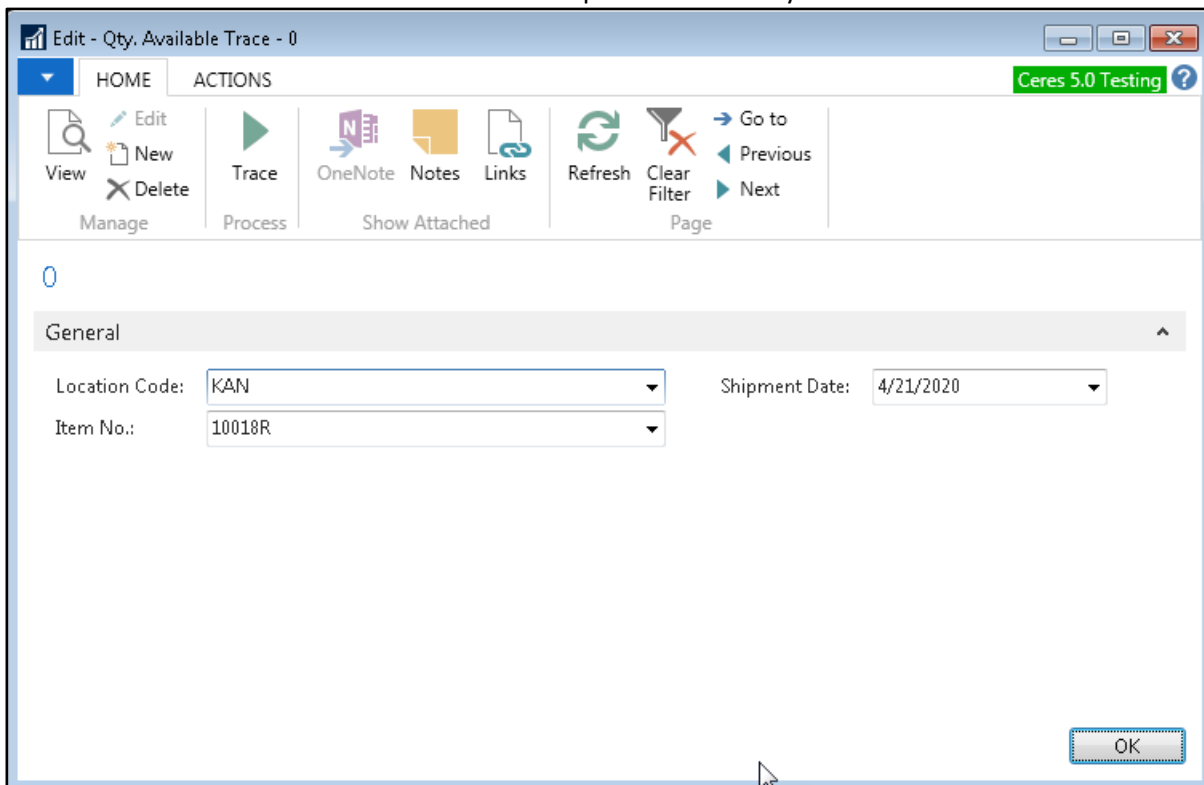 Edit - Qty. Available Trace - 0
HOME ACTIONS Ceres 5.0 Testing ?
View
Edit
New
Delete
Manage
Trace
Process
N
OneNote Notes Links
Show Attached
Refresh Clear Filter
Go to
Previous
Next
Page
0
General
Location Code: KAN Shipment Date: 4/21/2020
Item No.: 10018R
OK